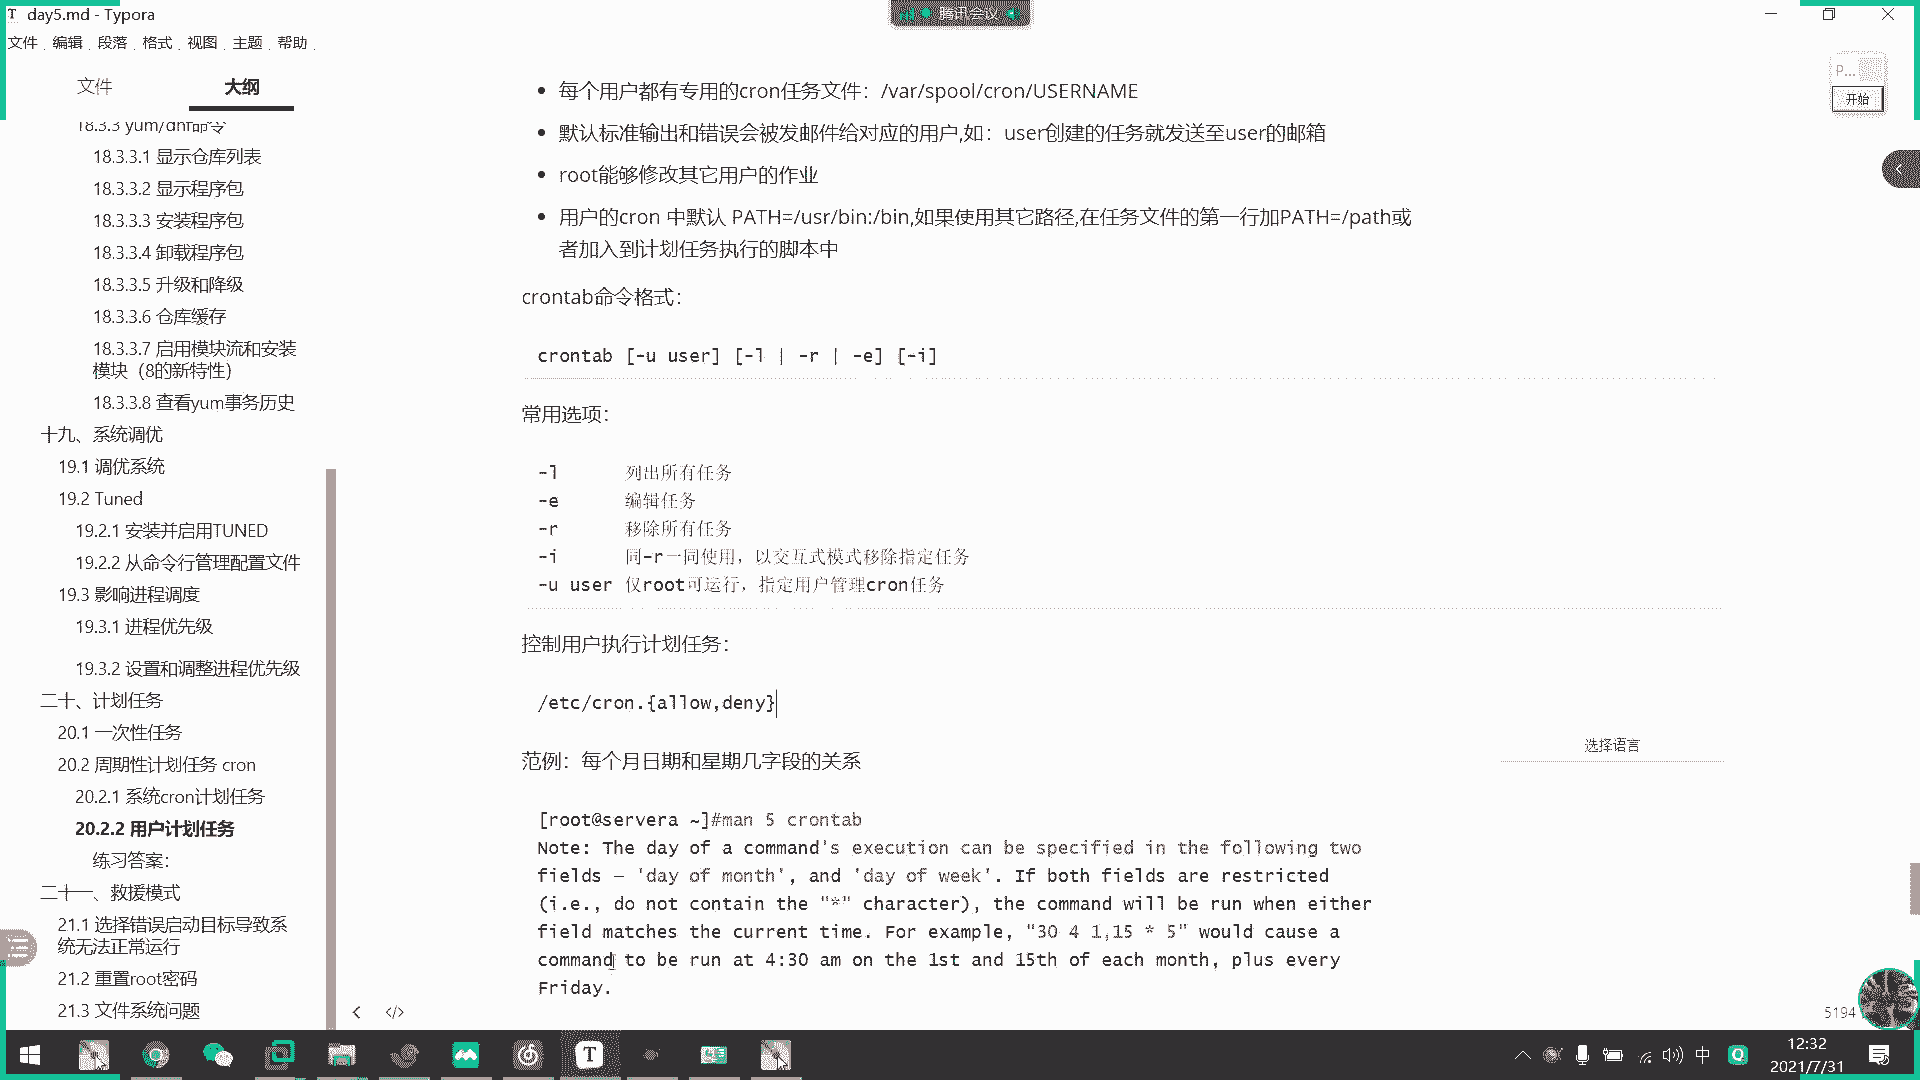 day5.md - Typora
腾讯会议
文件 编辑 段落 格式 视图 主题 帮助
文件 大纲
18.3.3 yum/dnf命令
18.3.3.1 显示仓库列表
18.3.3.2 显示程序包
18.3.3.3 安装程序包
18.3.3.4 卸载程序包
18.3.3.5 升级和降级
18.3.3.6 仓库缓存
18.3.3.7 启用模块流和安装
模块（8的新特性）
18.3.3.8 查看yum事务历史
十九、系统调优
19.1 调优系统
19.2 Tuned
19.2.1 安装并启用TUNED
19.2.2 从命令行管理配置文件
19.3 影响进程调度
19.3.1 进程优先级
19.3.2 设置和调整进程优先级
二十、计划任务
20.1 一次性任务
20.2 周期性计划任务 cron
20.2.1 系统cron计划任务
20.2.2 用户计划任务
练习答案：
二十一、救援模式
21.1 选择错误启动目标导致系
统无法正常运行
21.2 重置root密码
21.3 文件系统问题
每个用户都有专用的cron任务文件：/var/spool/cron/USERNAME
默认标准输出和错误会被发邮件给对应的用户,如：user创建的任务就发送至user的邮箱
root能够修改其它用户的作业
用户的cron 中默认 PATH=/usr/bin:/bin,如果使用其它路径,在任务文件的第一行加PATH=/path或
者加入到计划任务执行的脚本中
crontab命令格式：
crontab [-u user] [-l | -r | -e] [-i]
常用选项：
-l 列出所有任务
-e 编辑任务
-r 移除所有任务
-i 同-r一同使用，以交互式模式移除指定任务
-u user 仅root可运行，指定用户管理cron任务
控制用户执行计划任务：
/etc/cron.{allow,deny}
选择语言
范例：每个月日期和星期几字段的关系
[root@servera ~]#man 5 crontab
Note: The day of a command's execution can be specified in the following two
fields — 'day of month', and 'day of week'. If both fields are restricted
(i.e., do not contain the "*" character), the command will be run when either
field matches the current time. For example, "30 4 1,15 * 5" would cause a
command to be run at 4:30 am on the 1st and 15th of each month, plus every
Friday.
P...
开始
5194
中
12:32
2021/7/31